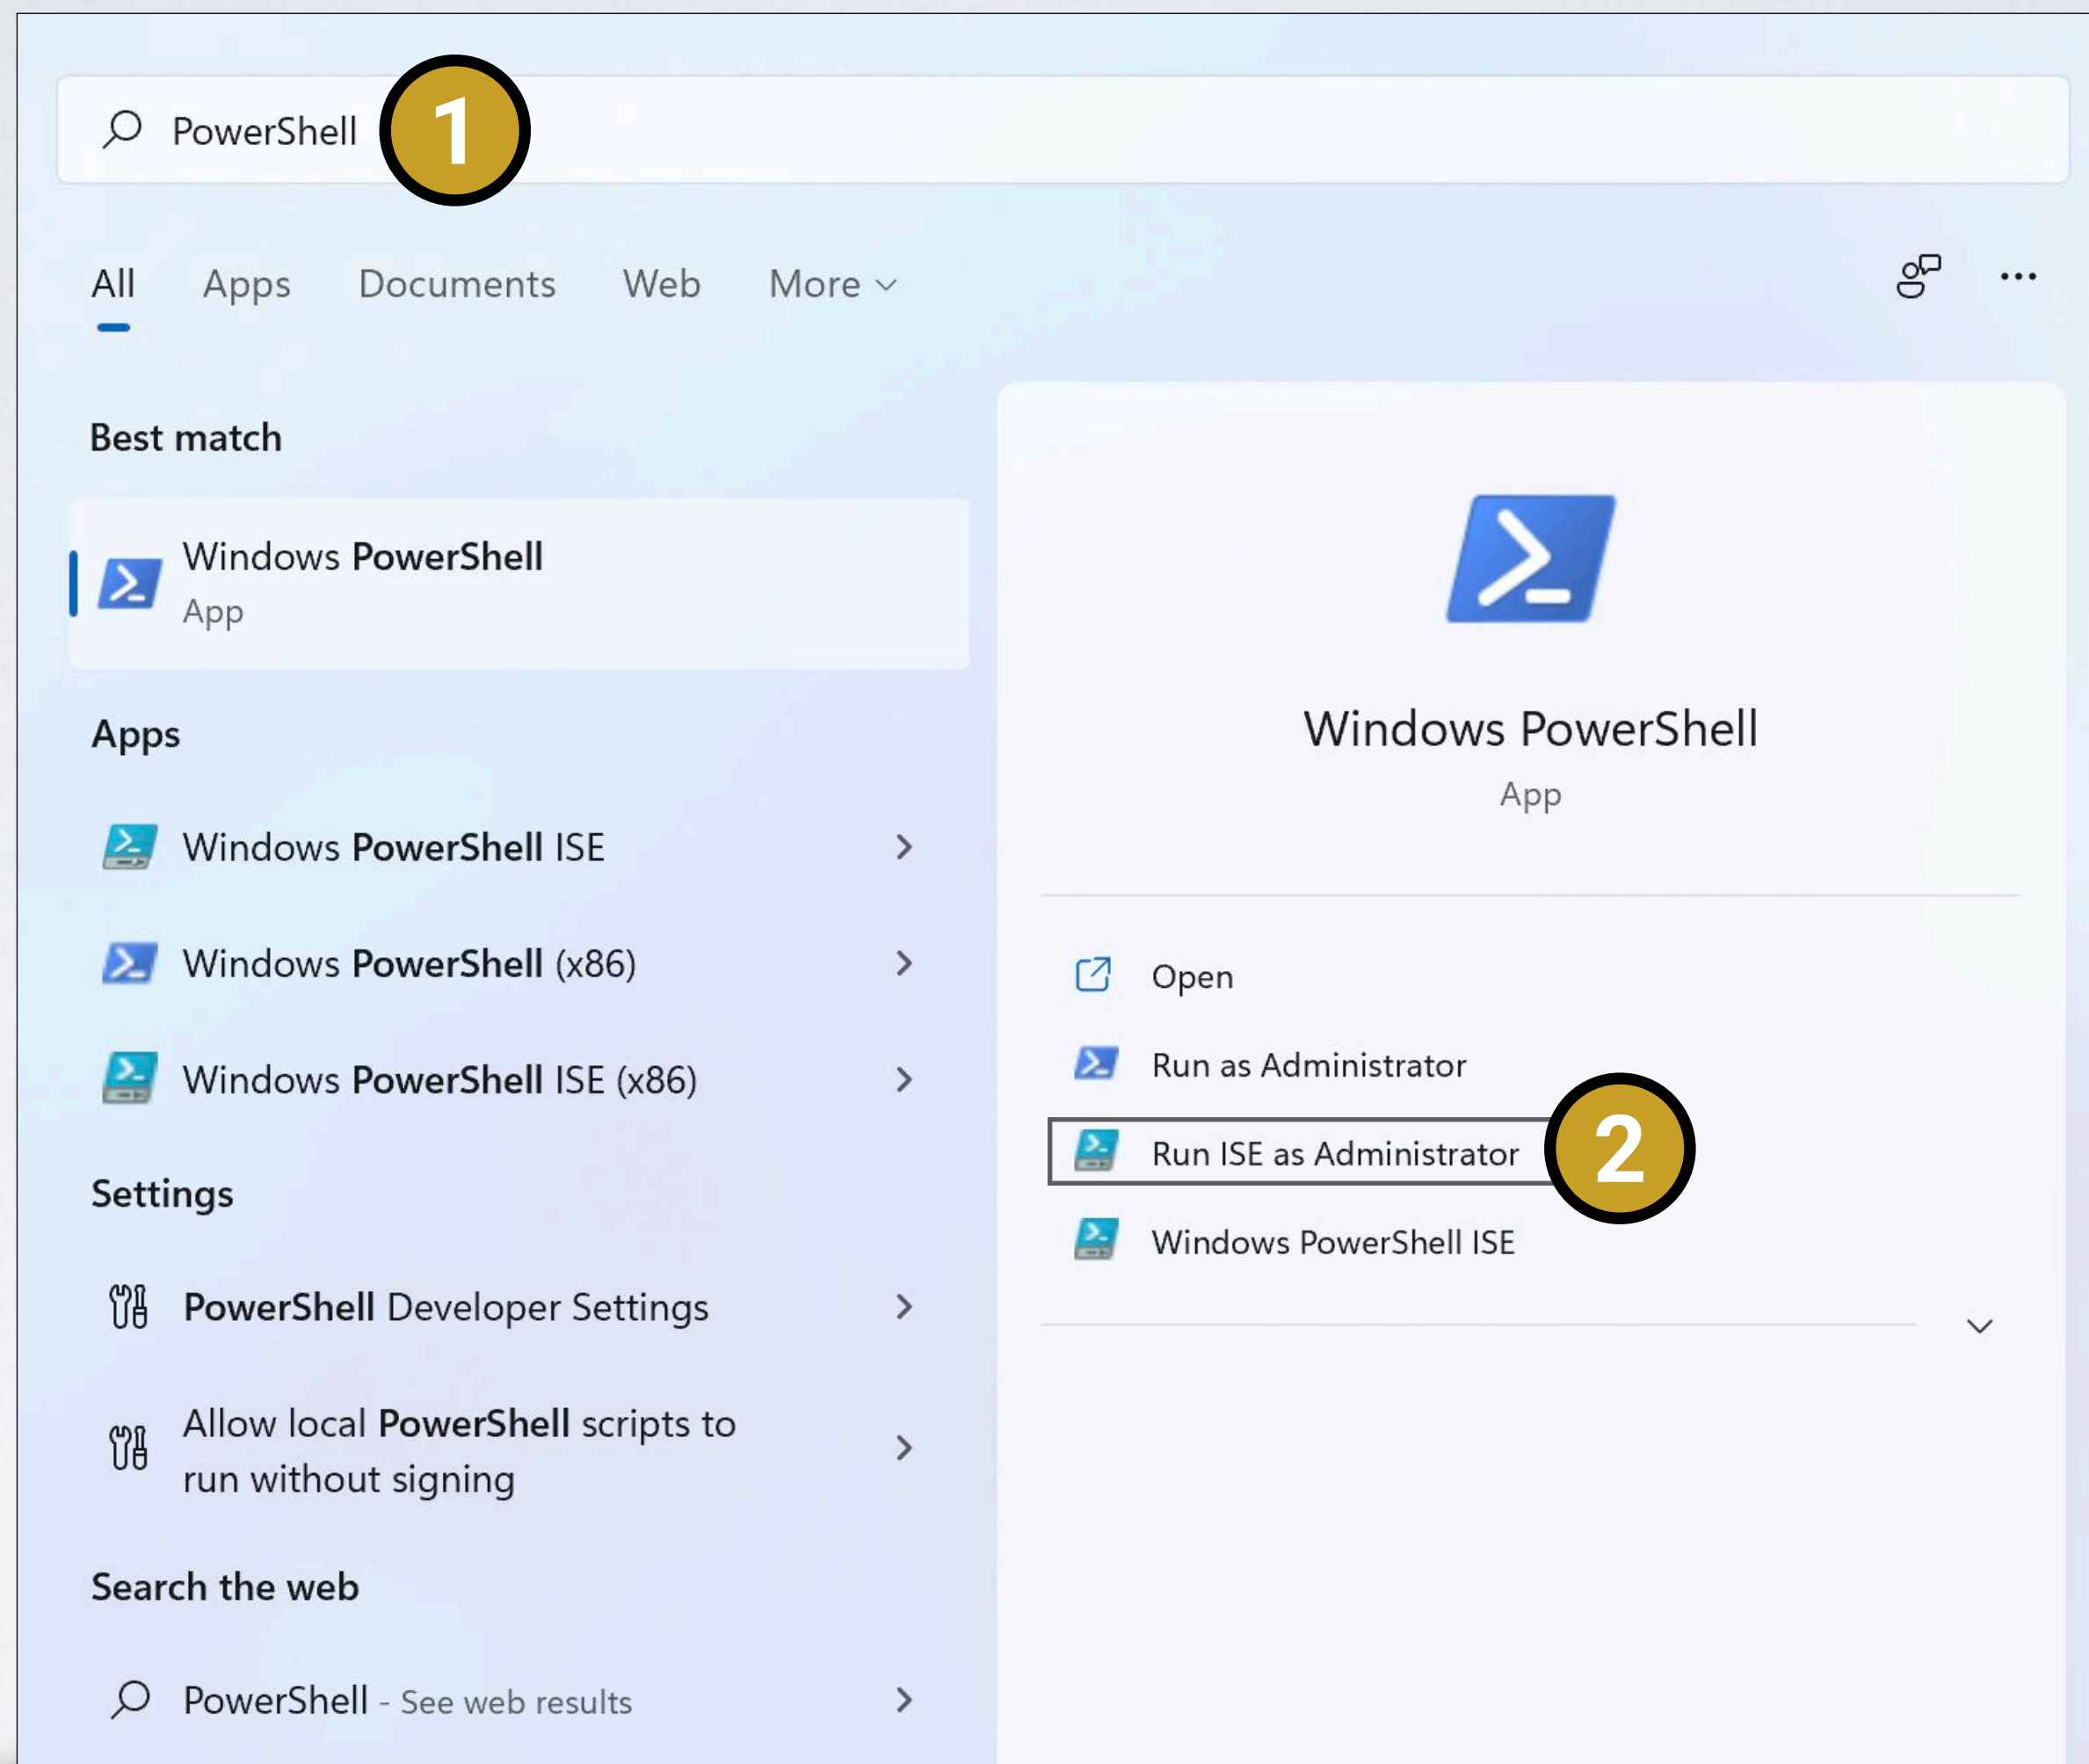 PowerShell
1
All Apps Documents Web More
Best match
Windows PowerShell
App
Apps
Windows PowerShell ISE
Windows PowerShell (x86)
Windows PowerShell ISE (x86)
Settings
PowerShell Developer Settings
Allow local PowerShell scripts to
run without signing
Search the web
PowerShell - See web results
Windows PowerShell
App
Open
Run as Administrator
Run ISE as Administrator
2
Windows PowerShell ISE